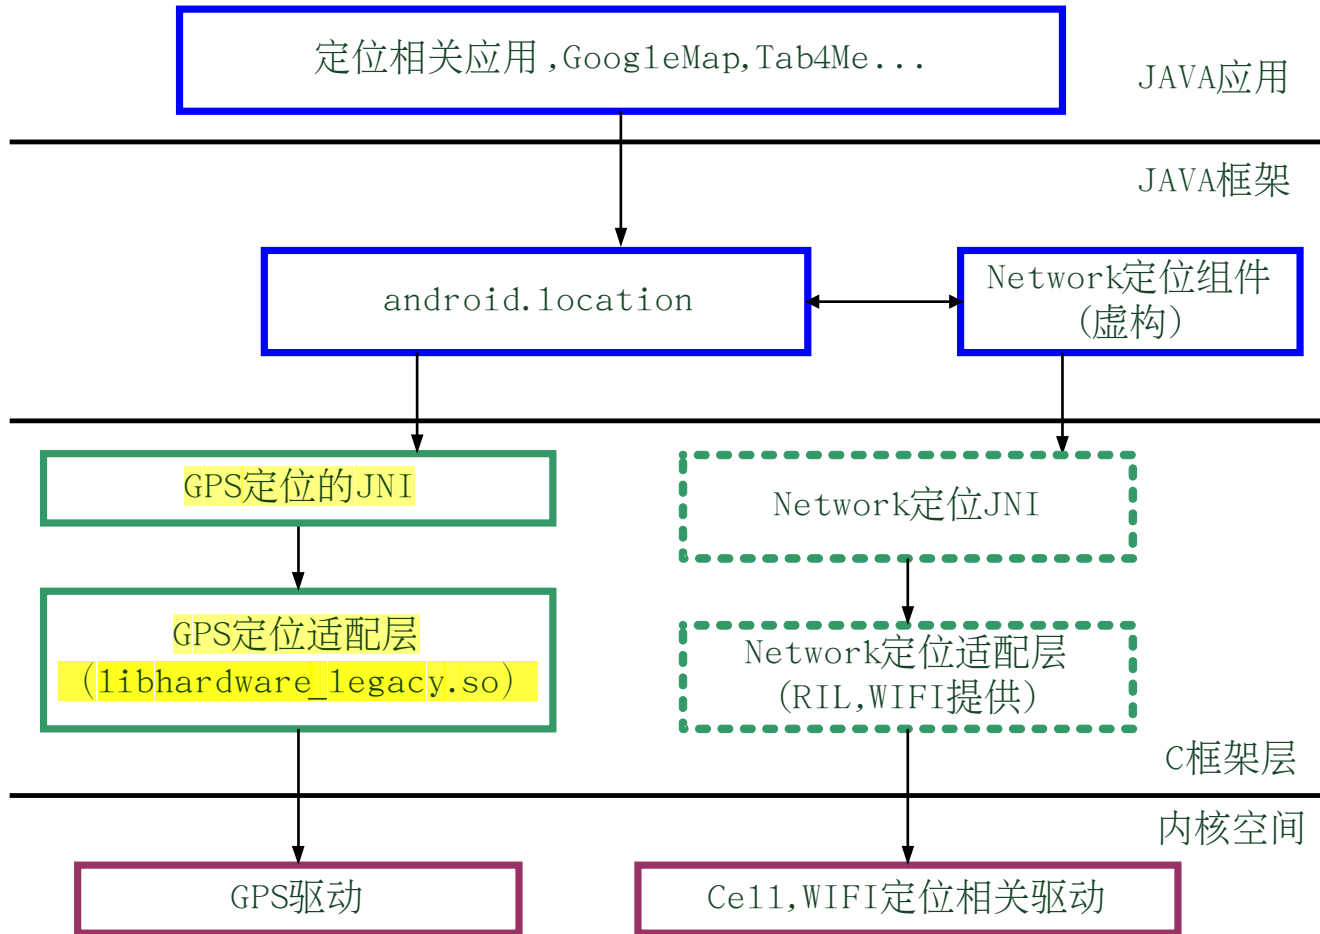 定位相关应用,GoogleMap,Tab4Me...
JAVA应用
JAVA框架
android.location
Network定位组件
(虚构)
GPS定位的JNI
Network定位JNI
GPS定位适配层
(libhardware_legacy.so)
Network定位适配层
(RIL,WIFI提供)
C框架层
内核空间
GPS驱动
Cell,WIFI定位相关驱动